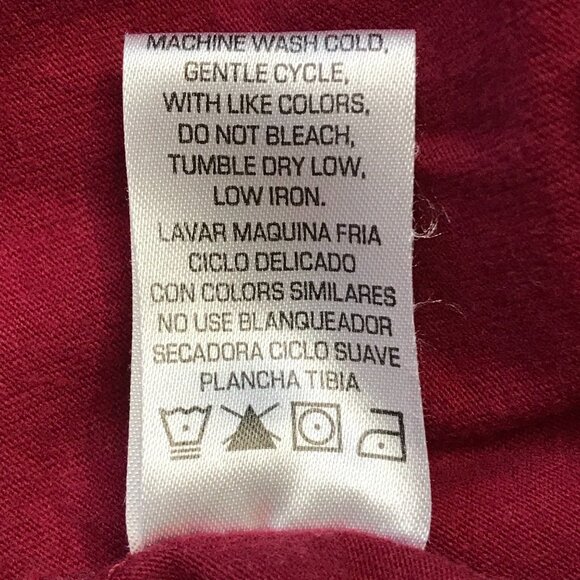 MACHINE WASH COLD,
GENTLE CYCLE,
WITH LIKE COLORS,
DO NOT BLEACH,
TUMBLE DRY LOW,
LOW IRON.
LAVAR MAQUINA FRIA
CICLO DELICADO
CON COLORS SIMILARES
NO USE BLANQUEADOR
SECADORA CICLO SUAVE
PLANCHA TIBIA